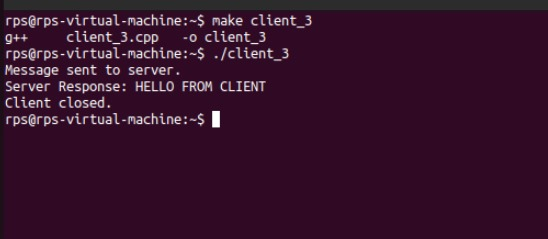 rps@rps-virtual-machine:~$ make client_3
g++     client_3.cpp   -o client_3
rps@rps-virtual-machine:~$ ./client_3
Message sent to server.
Server Response: HELLO FROM CLIENT
Client closed.
rps@rps-virtual-machine:~$